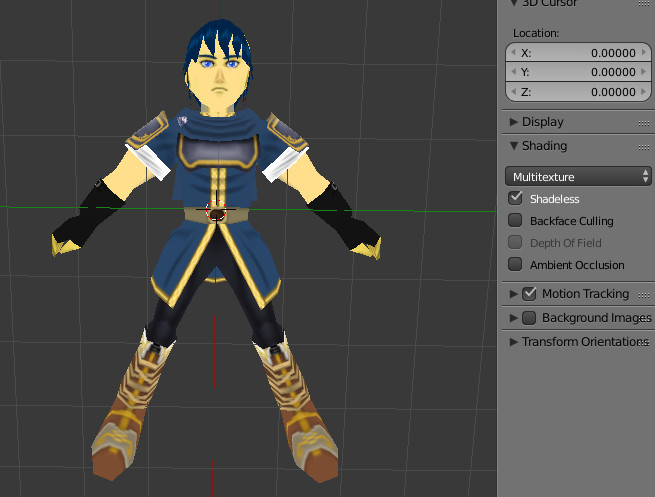 3D Cursor
Location:
X: 0.00000
Y: 0.00000
Z: 0.00000
Display
Shading
Multitexture
Shadeless
Backface Culling
Depth Of Field
Ambient Occlusion
Motion Tracking
Background Images
Transform Orientations